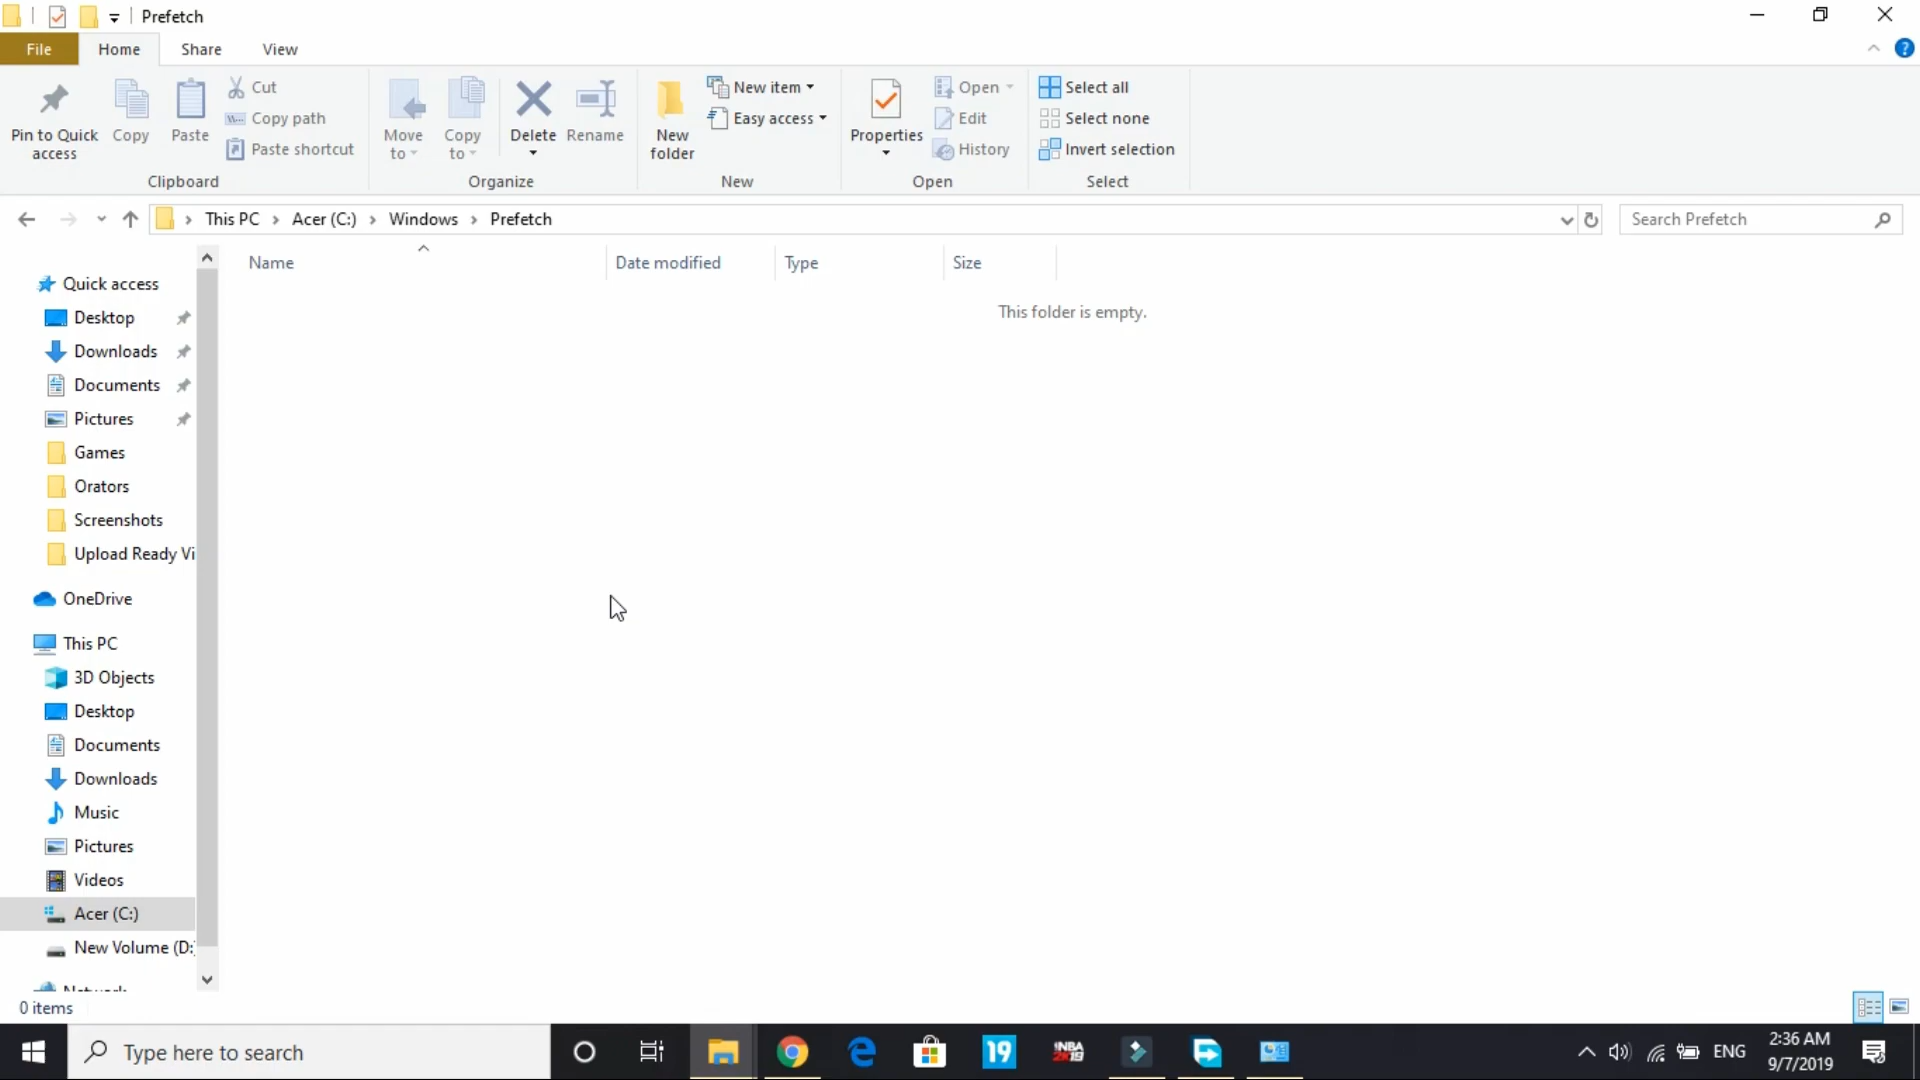 Prefetch
File Home Share View
Pin to Quick access
Copy
Paste
Cut
Copy path
Paste shortcut
Clipboard
Move to
Copy to
Delete
Rename
Organize
New folder
New item
Easy access
New
Properties
Open
Edit
History
Open
Select all
Select none
Invert selection
Select
This PC Acer (C:) Windows Prefetch
Search Prefetch
Name Date modified Type Size
This folder is empty.
Quick access
Desktop
Downloads
Documents
Pictures
Games
Orators
Screenshots
Upload Ready Vi
OneDrive
This PC
3D Objects
Desktop
Documents
Downloads
Music
Pictures
Videos
Acer (C:)
New Volume (D:
Network
0 items
Type here to search
19
NBA
2K19
ENG
2:36 AM
9/7/2019